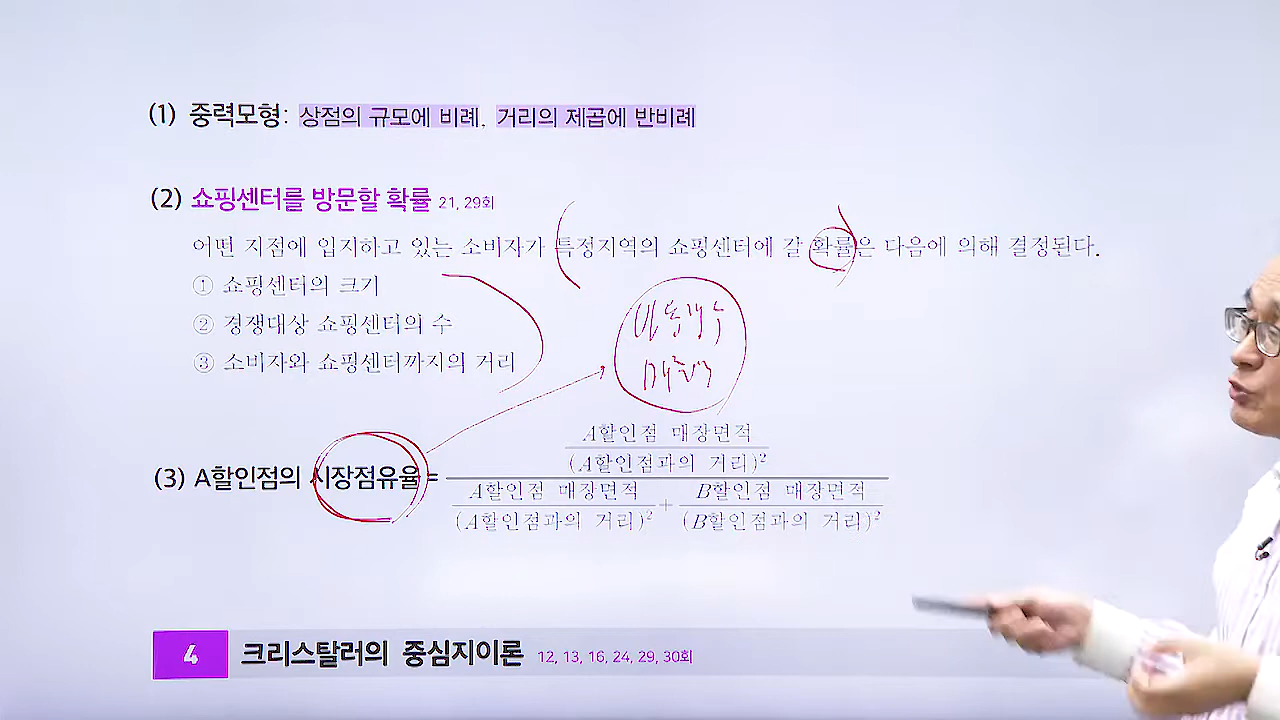 (1) 중력모형: 상점의 규모에 비례, 거리의 제곱에 반비례
(2) 쇼핑센터를 방문할 확률 21, 29회
어떤 지점에 입지하고 있는 소비자가 특정지역의 쇼핑센터에 갈 확률은 다음에 의해 결정된다.
① 쇼핑센터의 크기
② 경쟁대상 쇼핑센터의 수
③ 소비자와 쇼핑센터까지의 거리
A할인점 매장면적
(A할인점과의 거리)²
(3) A할인점의 시장점유율 =
A할인점 매장면적 + B할인점 매장면적
(A할인점과의 거리)² (B할인점과의 거리)²
4 크리스탈러의 중심지이론 12, 13, 16, 24, 29, 30회